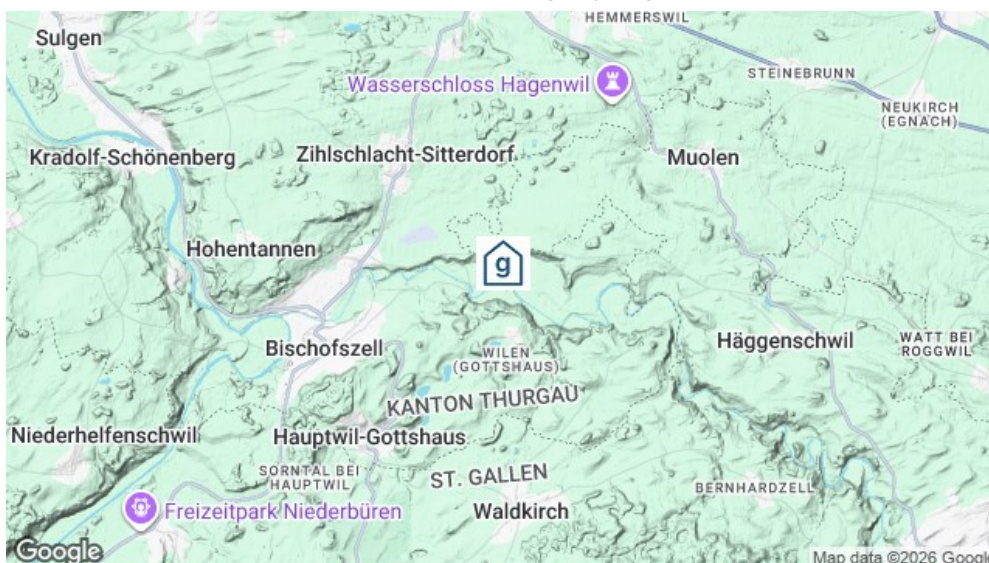 HEMMERSWIL
Sulgen
STEINEBRUNN
Wasserschloss Hagenwil
NEUKIRCH
(EGNACH)
Kradolf-Schönenberg
Zihlschlacht-Sitterdorf
Muolen
Hohentannen
g
Bischofszell
WILEN
(GOTTSHAUS)
Häggenschwil
WATT BEI
ROGGWIL
KANTON THURGAU
Niederhelfenschwil
Hauptwil-Gottshaus
SORNTAL BEI
HAUPTWIL
ST. GALLEN
BERNHARDZELL
Freizeitpark Niederbüren
Waldkirch
Google
Map data ©2026 Google